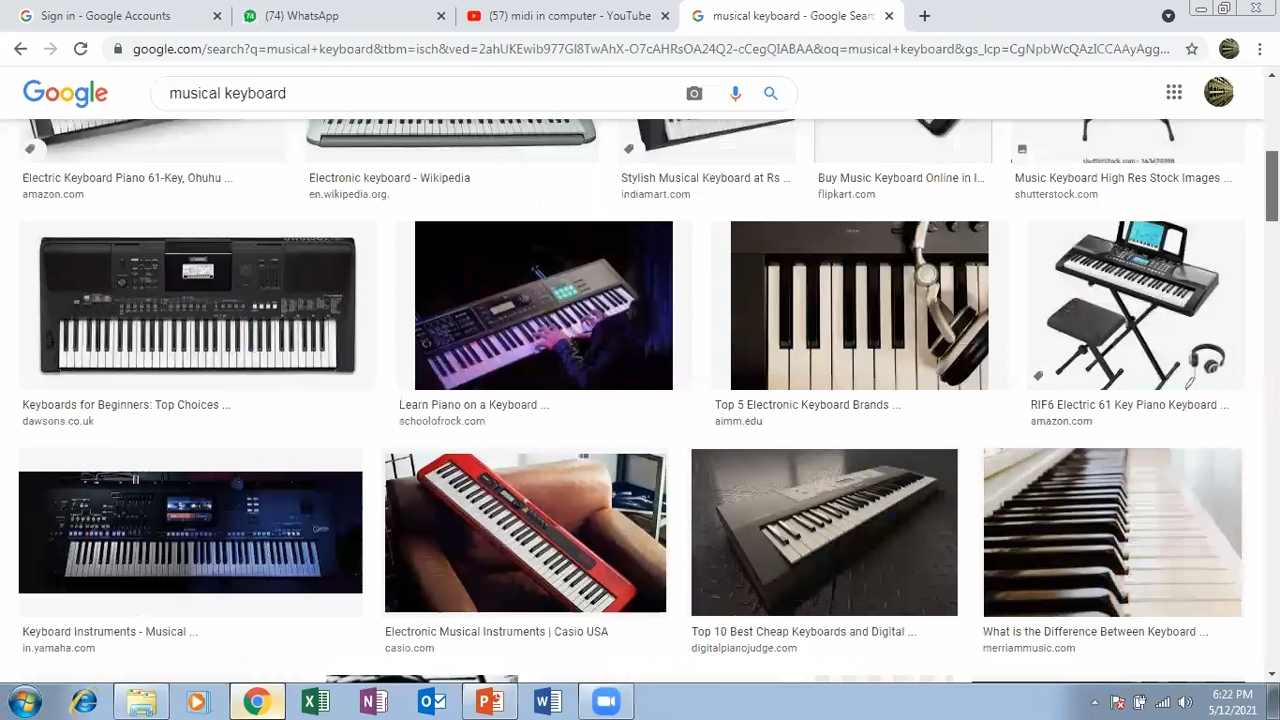 Sign in - Google Accounts
(74) WhatsApp
(57) midi in computer - YouTube
musical keyboard - Google Sear
google.com/search?q=musical+keyboard&tbm=isch&ved=2ahUKEwib977Gl8TwAhX-O7cAHRsOA24Q2-cCegQIABAA&oq=musical+keyboard&gs_lcp=CgNpbWcQAzICCAAyAgg...
Google
musical keyboard
shutterstock.com · 163670388
Electric Keyboard Piano 61-Key, Ohuhu ...
Electronic keyboard - Wikipedia
Stylish Musical Keyboard at Rs ...
Buy Music Keyboard Online in I...
Music Keyboard High Res Stock Images ...
amazon.com
en.wikipedia.org
indiamart.com
flipkart.com
shutterstock.com
Keyboards for Beginners: Top Choices ...
Learn Piano on a Keyboard ...
Top 5 Electronic Keyboard Brands ...
RIF6 Electric 61 Key Piano Keyboard ...
dawsons.co.uk
schoolofrock.com
aimm.edu
amazon.com
Keyboard Instruments - Musical ...
Electronic Musical Instruments | Casio USA
Top 10 Best Cheap Keyboards and Digital ...
What is the Difference Between Keyboard ...
in.yamaha.com
casio.com
digitalpianojudge.com
merriammusic.com
6:22 PM
5/12/2021